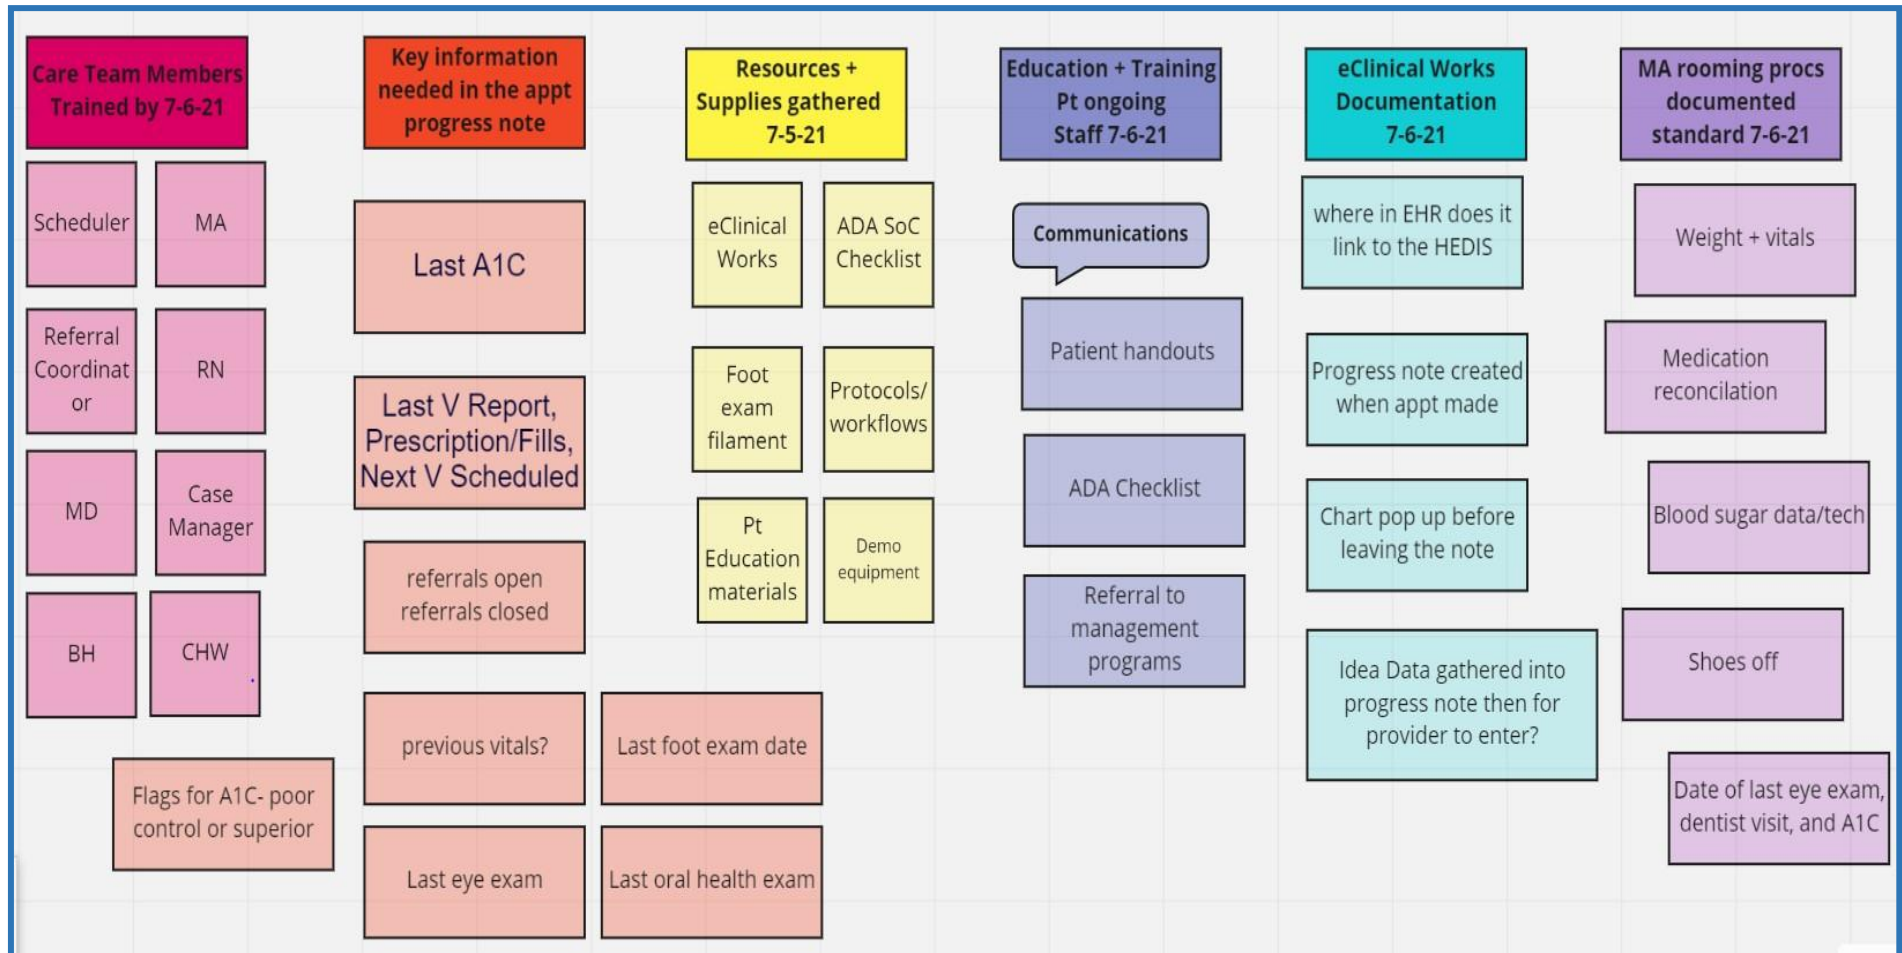 Care Team Members
Trained by 7-6-21
Scheduler
MA
Referral
Coordinat
or
RN
MD
Case
Manager
BH
CHW
Flags for A1C- poor
control or superior
Key information
needed in the appt
progress note
Last A1C
Last V Report,
Prescription/Fills,
Next V Scheduled
referrals open
referrals closed
previous vitals?
Last foot exam date
Last eye exam
Last oral health exam
Resources +
Supplies gathered
7-5-21
eClinical
Works
ADA SoC
Checklist
Foot
exam
filament
Protocols/
workflows
Pt
Education
materials
Demo
equipment
Education + Training
Pt ongoing
Staff 7-6-21
Communications
Patient handouts
ADA Checklist
Referral to
management
programs
eClinical Works
Documentation
7-6-21
where in EHR does it
link to the HEDIS
Progress note created
when appt made
Chart pop up before
leaving the note
Idea Data gathered into
progress note then for
provider to enter?
MA rooming procs
documented
standard 7-6-21
Weight + vitals
Medication
reconcilation
Blood sugar data/tech
Shoes off
Date of last eye exam,
dentist visit, and A1C